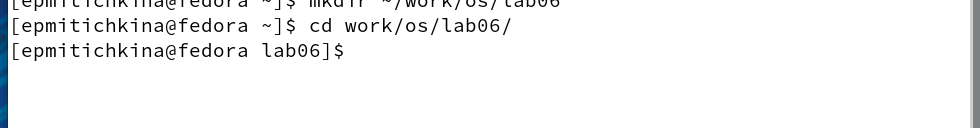 [epmitichkina@fedora ~]$ mkdir ~/work/os/lab06
[epmitichkina@fedora ~]$ cd work/os/lab06/
[epmitichkina@fedora lab06]$